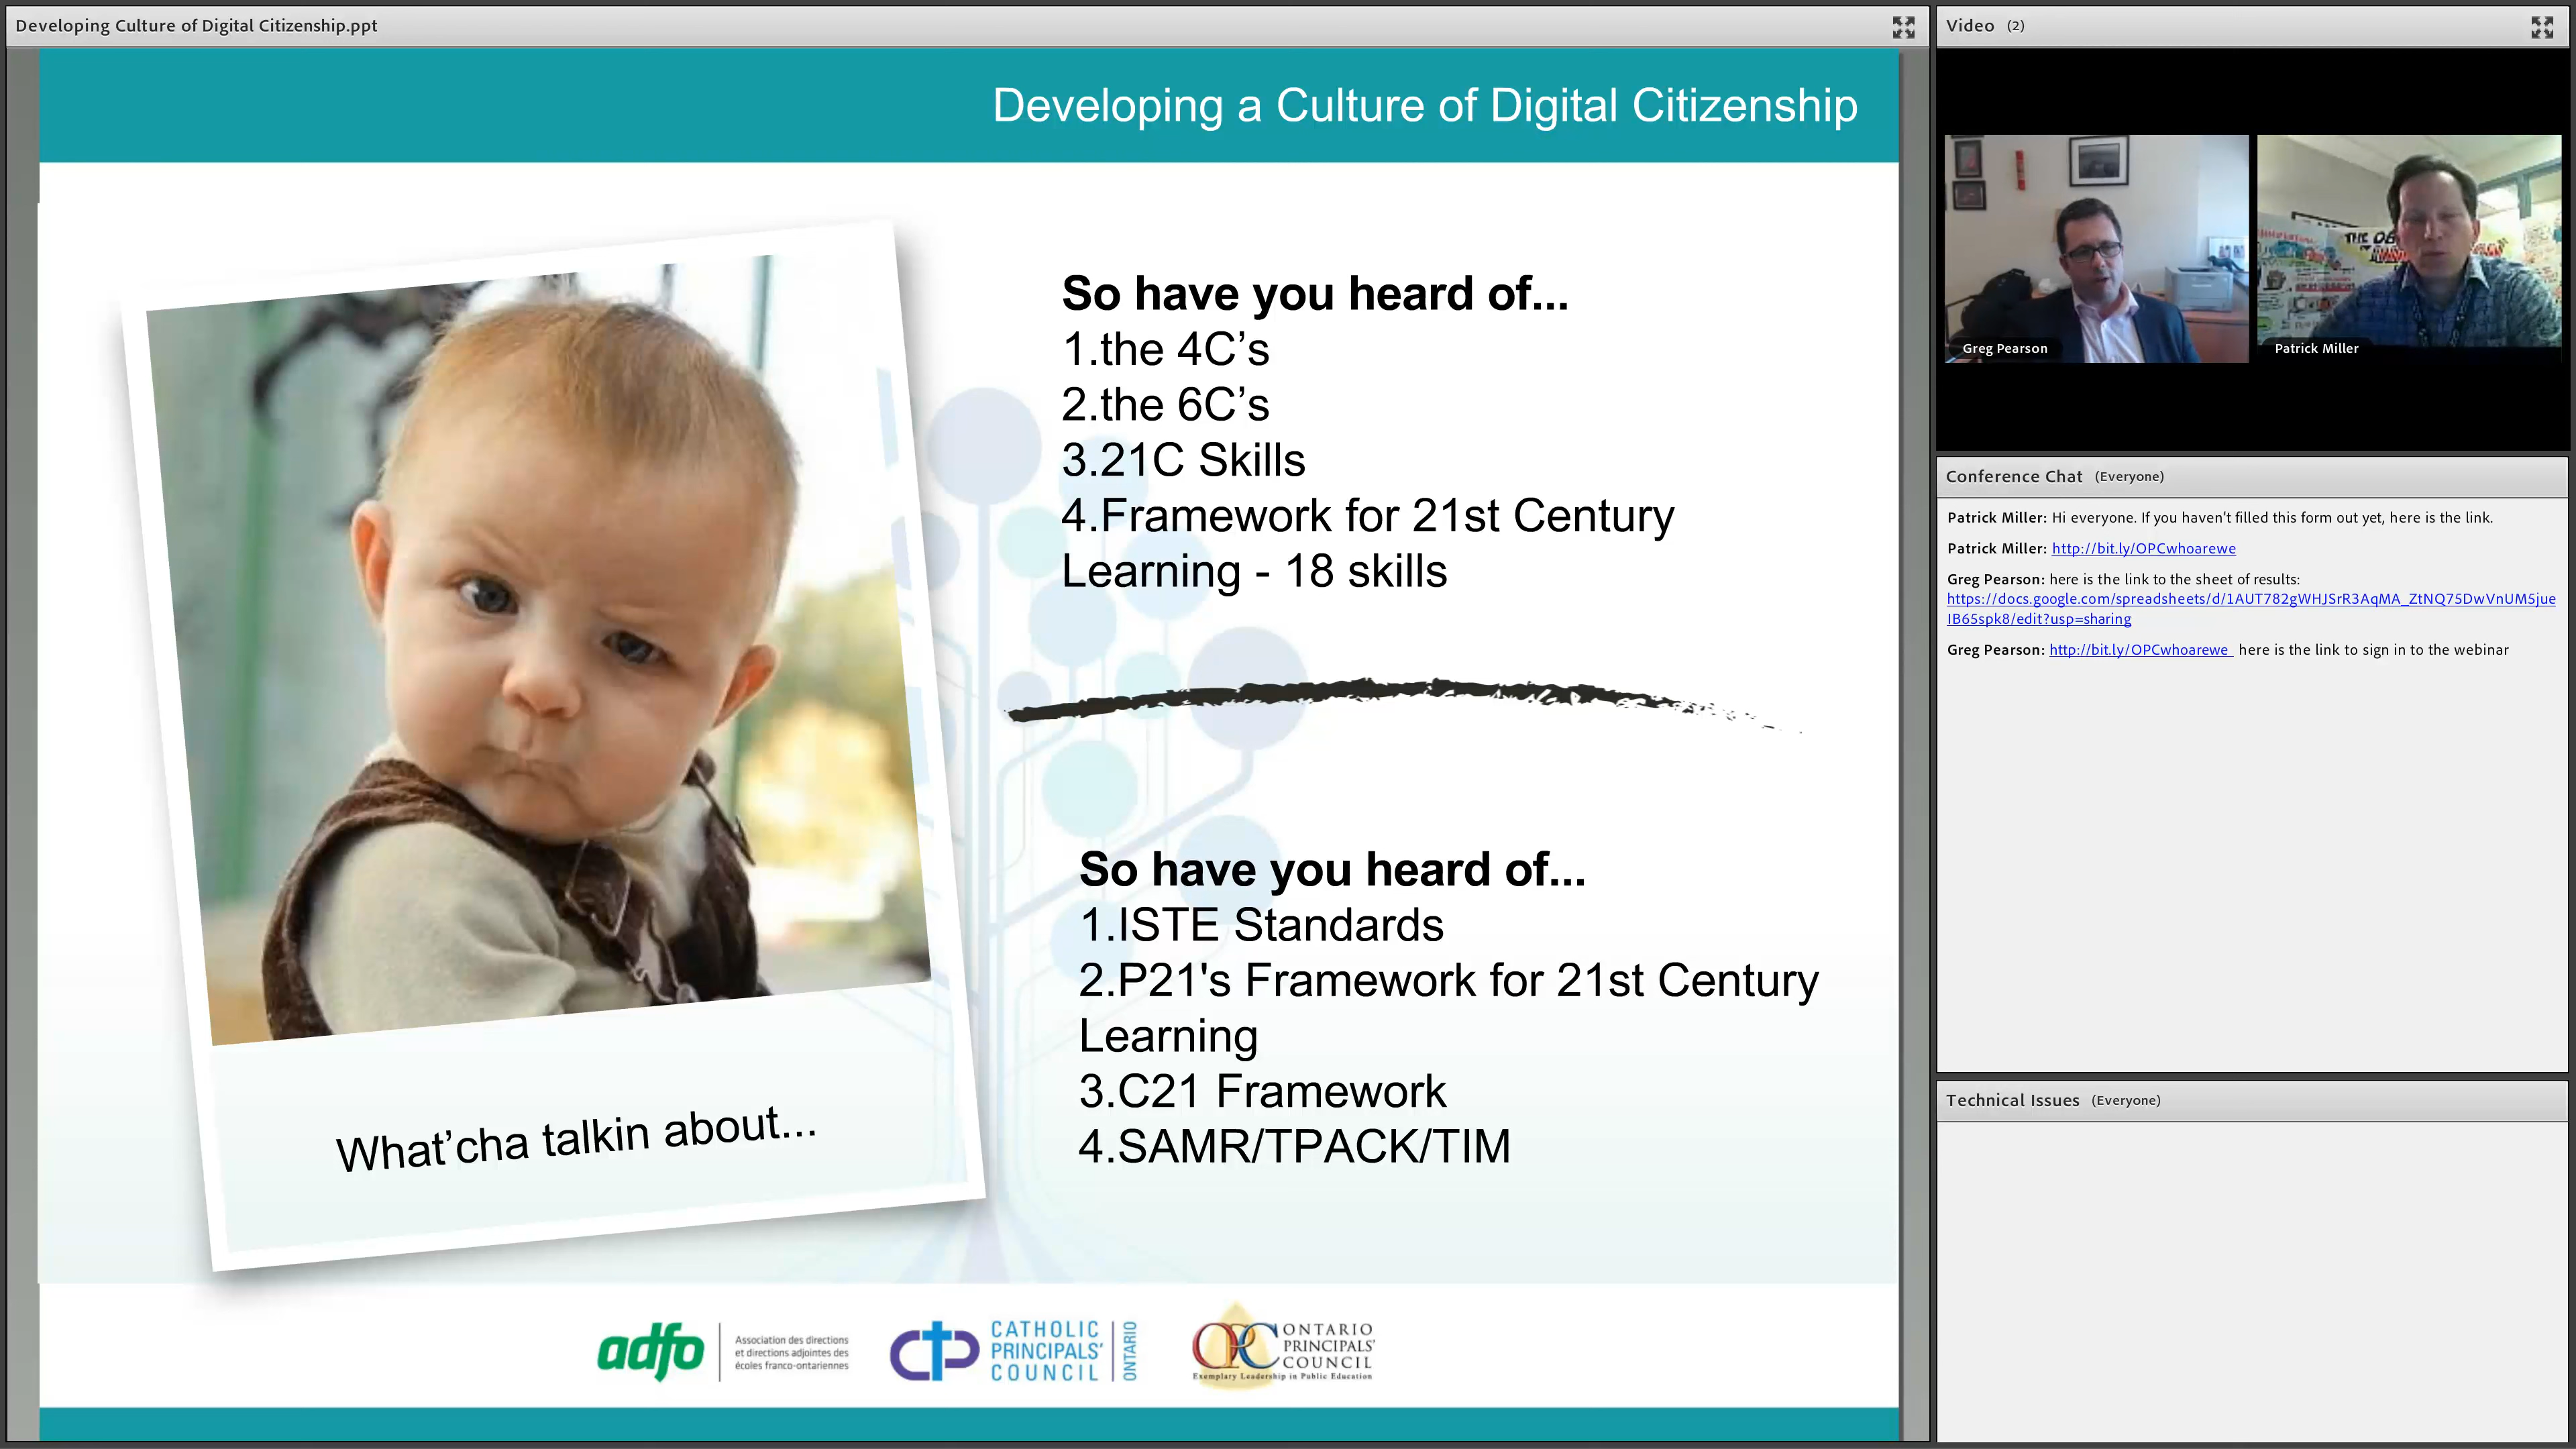 Developing Culture of Digital Citizenship.ppt
Developing a Culture of Digital Citizenship
So have you heard of...
1.the 4C’s
2.the 6C’s
3.21C Skills
4.Framework for 21st Century
Learning - 18 skills
So have you heard of...
1.ISTE Standards
2.P21's Framework for 21st Century
Learning
3.C21 Framework
4.SAMR/TPACK/TIM
What’cha talkin about...
adfo
Association des directions
et directions adjointes des
écoles franco-ontariennes
CATHOLIC
PRINCIPALS’
COUNCIL
ONTARIO
OPC
ONTARIO
PRINCIPALS’
COUNCIL
Exemplary Leadership in Public Education
Video (2)
THE
Greg Pearson
Patrick Miller
Conference Chat (Everyone)
Patrick Miller: Hi everyone. If you haven't filled this form out yet, here is the link.
Patrick Miller: http://bit.ly/OPCwhoarewe
Greg Pearson: here is the link to the sheet of results:
https://docs.google.com/spreadsheets/d/1AUT782gWHJSrR3AqMA_ZtNQ75DwVnUM5jue
IB65spk8/edit?usp=sharing
Greg Pearson: http://bit.ly/OPCwhoarewe_ here is the link to sign in to the webinar
Technical Issues (Everyone)